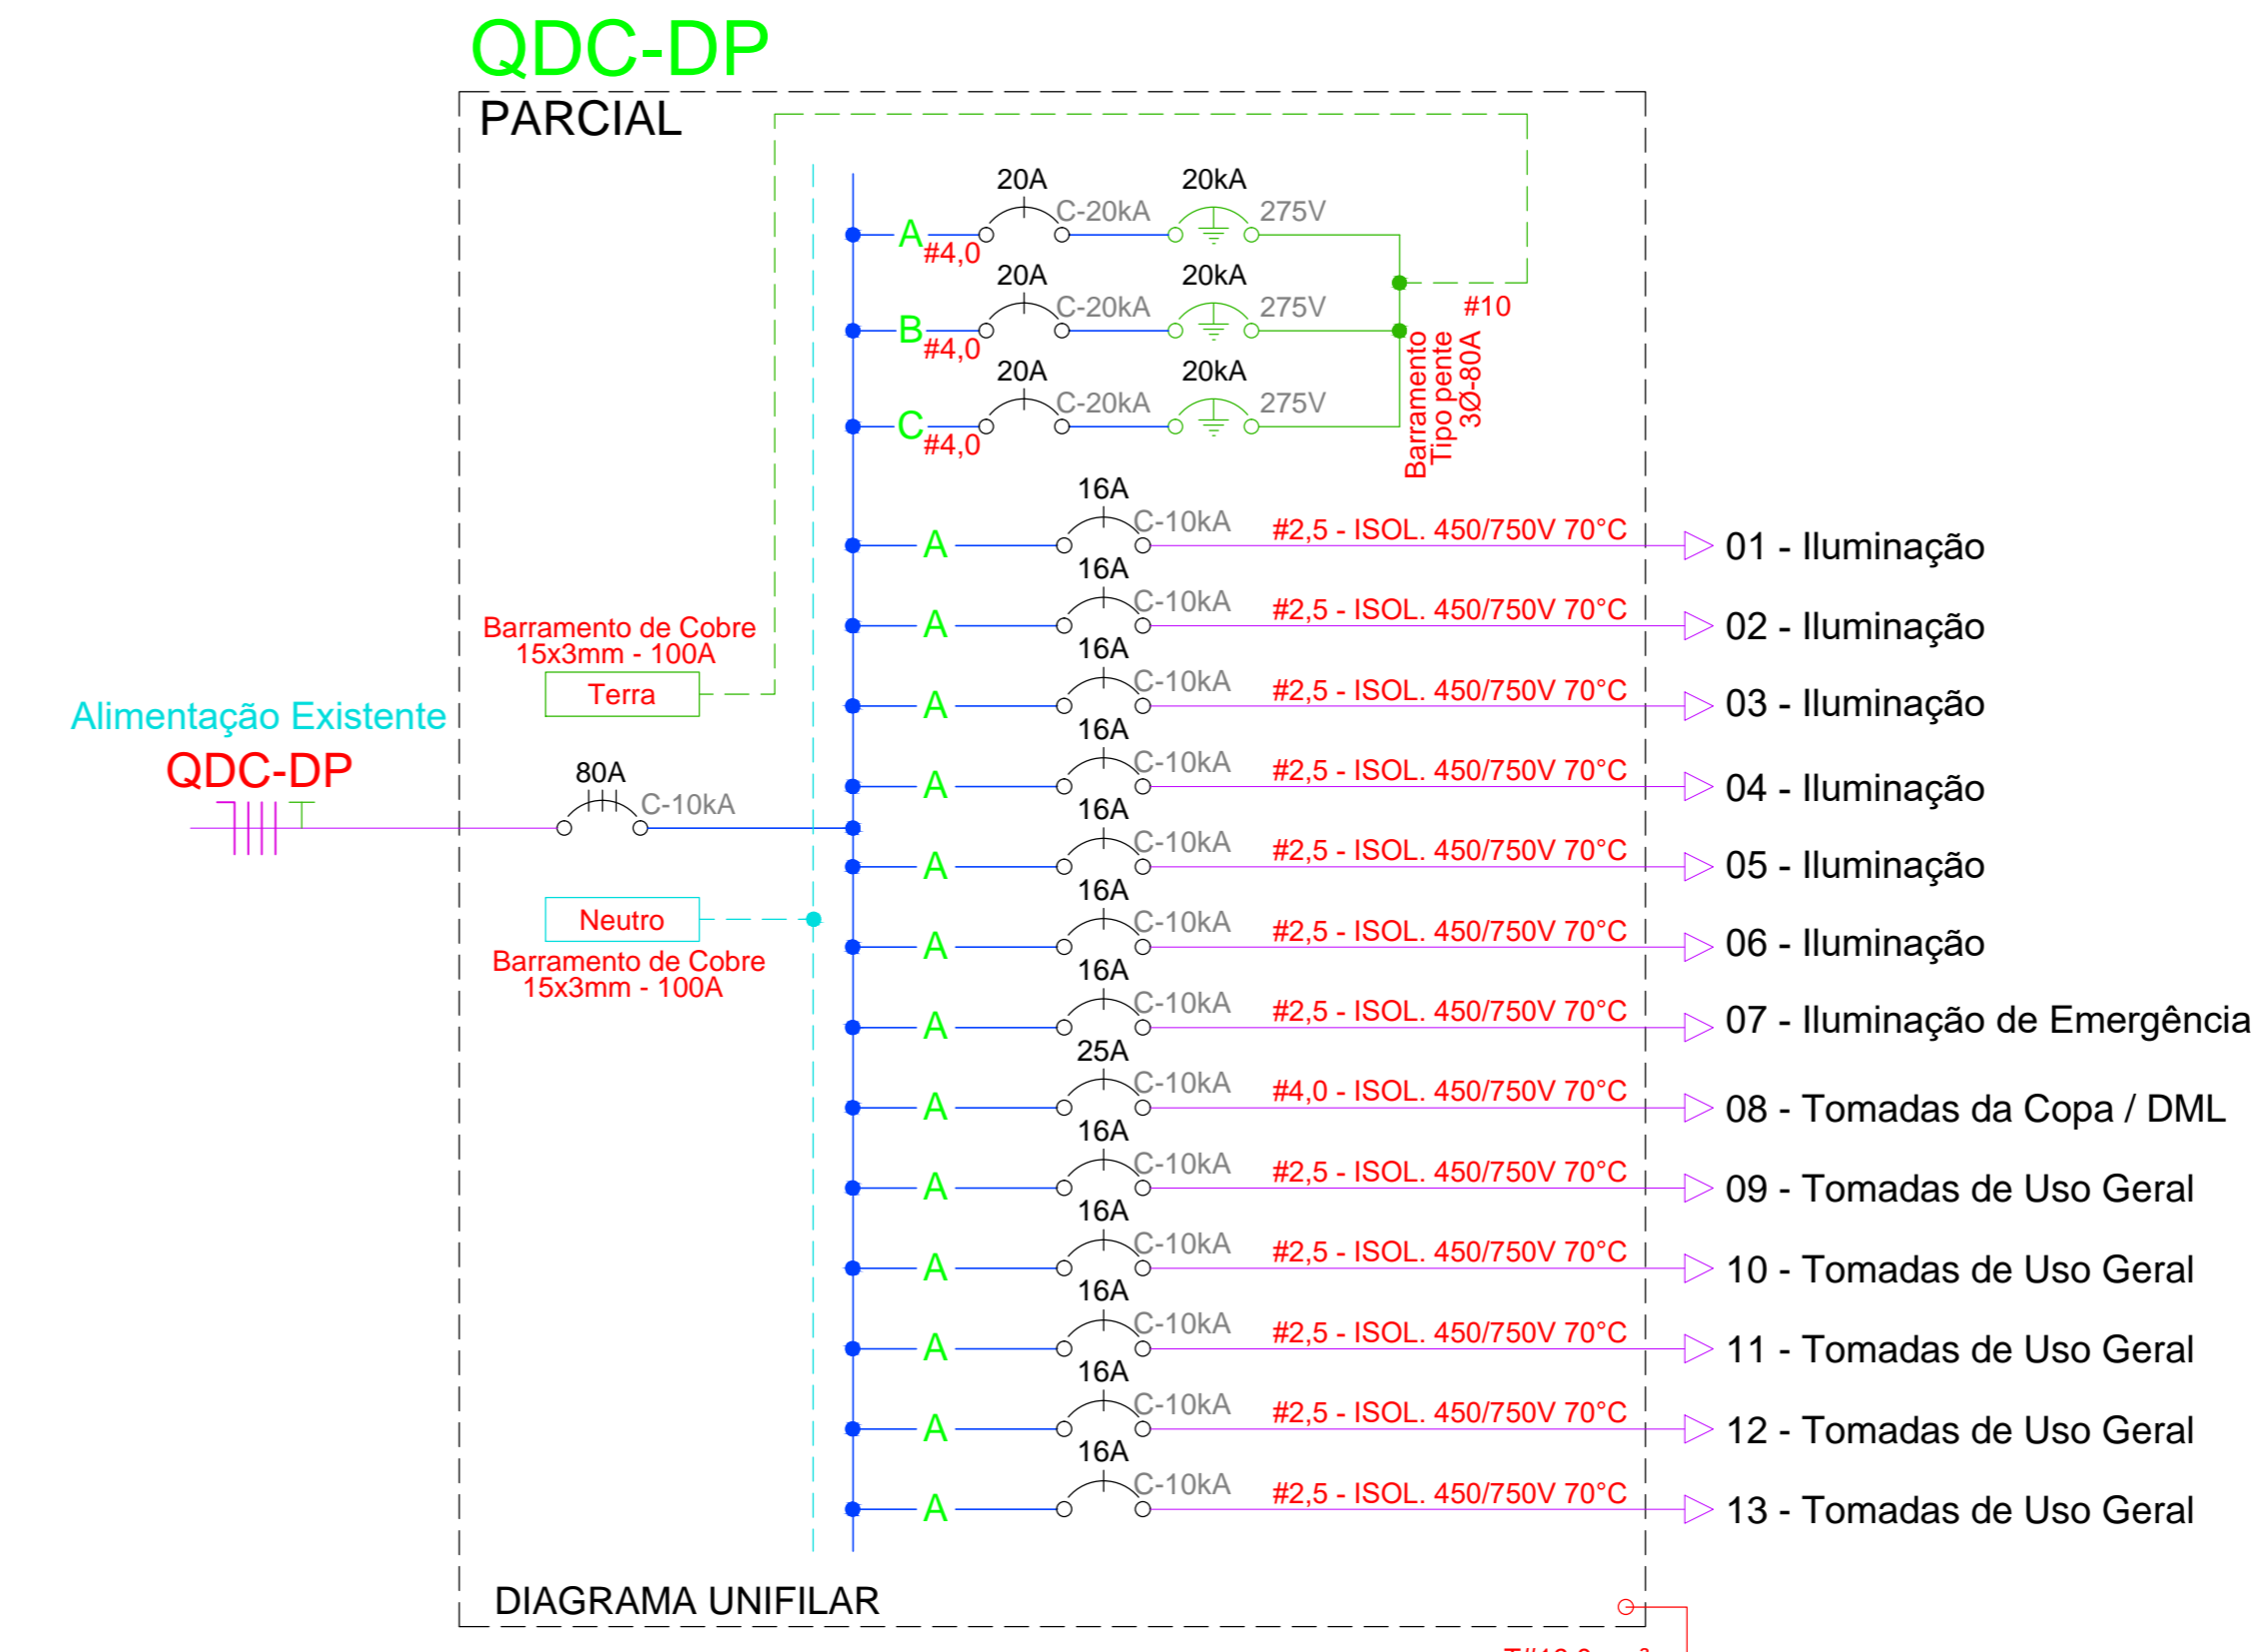 QDC-DP
PARCIAL
20A
C-20kA
20kA
275V
A
#4,0
20A
C-20kA
20kA
275V
B
#4,0
20A
C-20kA
20kA
275V
C
#4,0
#10
Barramento
Tipo pente
3Ø-80A
Barramento de Cobre
15x3mm - 100A
Terra
Alimentação Existente
QDC-DP
80A
C-10kA
Neutro
Barramento de Cobre
15x3mm - 100A
16A
A C-10kA #2,5 - ISOL. 450/750V 70°C 01 - Iluminação
16A
A C-10kA #2,5 - ISOL. 450/750V 70°C 02 - Iluminação
16A
A C-10kA #2,5 - ISOL. 450/750V 70°C 03 - Iluminação
16A
A C-10kA #2,5 - ISOL. 450/750V 70°C 04 - Iluminação
16A
A C-10kA #2,5 - ISOL. 450/750V 70°C 05 - Iluminação
16A
A C-10kA #2,5 - ISOL. 450/750V 70°C 06 - Iluminação
16A
A C-10kA #2,5 - ISOL. 450/750V 70°C 07 - Iluminação de Emergência
25A
A C-10kA #4,0 - ISOL. 450/750V 70°C 08 - Tomadas da Copa / DML
16A
A C-10kA #2,5 - ISOL. 450/750V 70°C 09 - Tomadas de Uso Geral
16A
A C-10kA #2,5 - ISOL. 450/750V 70°C 10 - Tomadas de Uso Geral
16A
A C-10kA #2,5 - ISOL. 450/750V 70°C 11 - Tomadas de Uso Geral
16A
A C-10kA #2,5 - ISOL. 450/750V 70°C 12 - Tomadas de Uso Geral
16A
A C-10kA #2,5 - ISOL. 450/750V 70°C 13 - Tomadas de Uso Geral
DIAGRAMA UNIFILAR